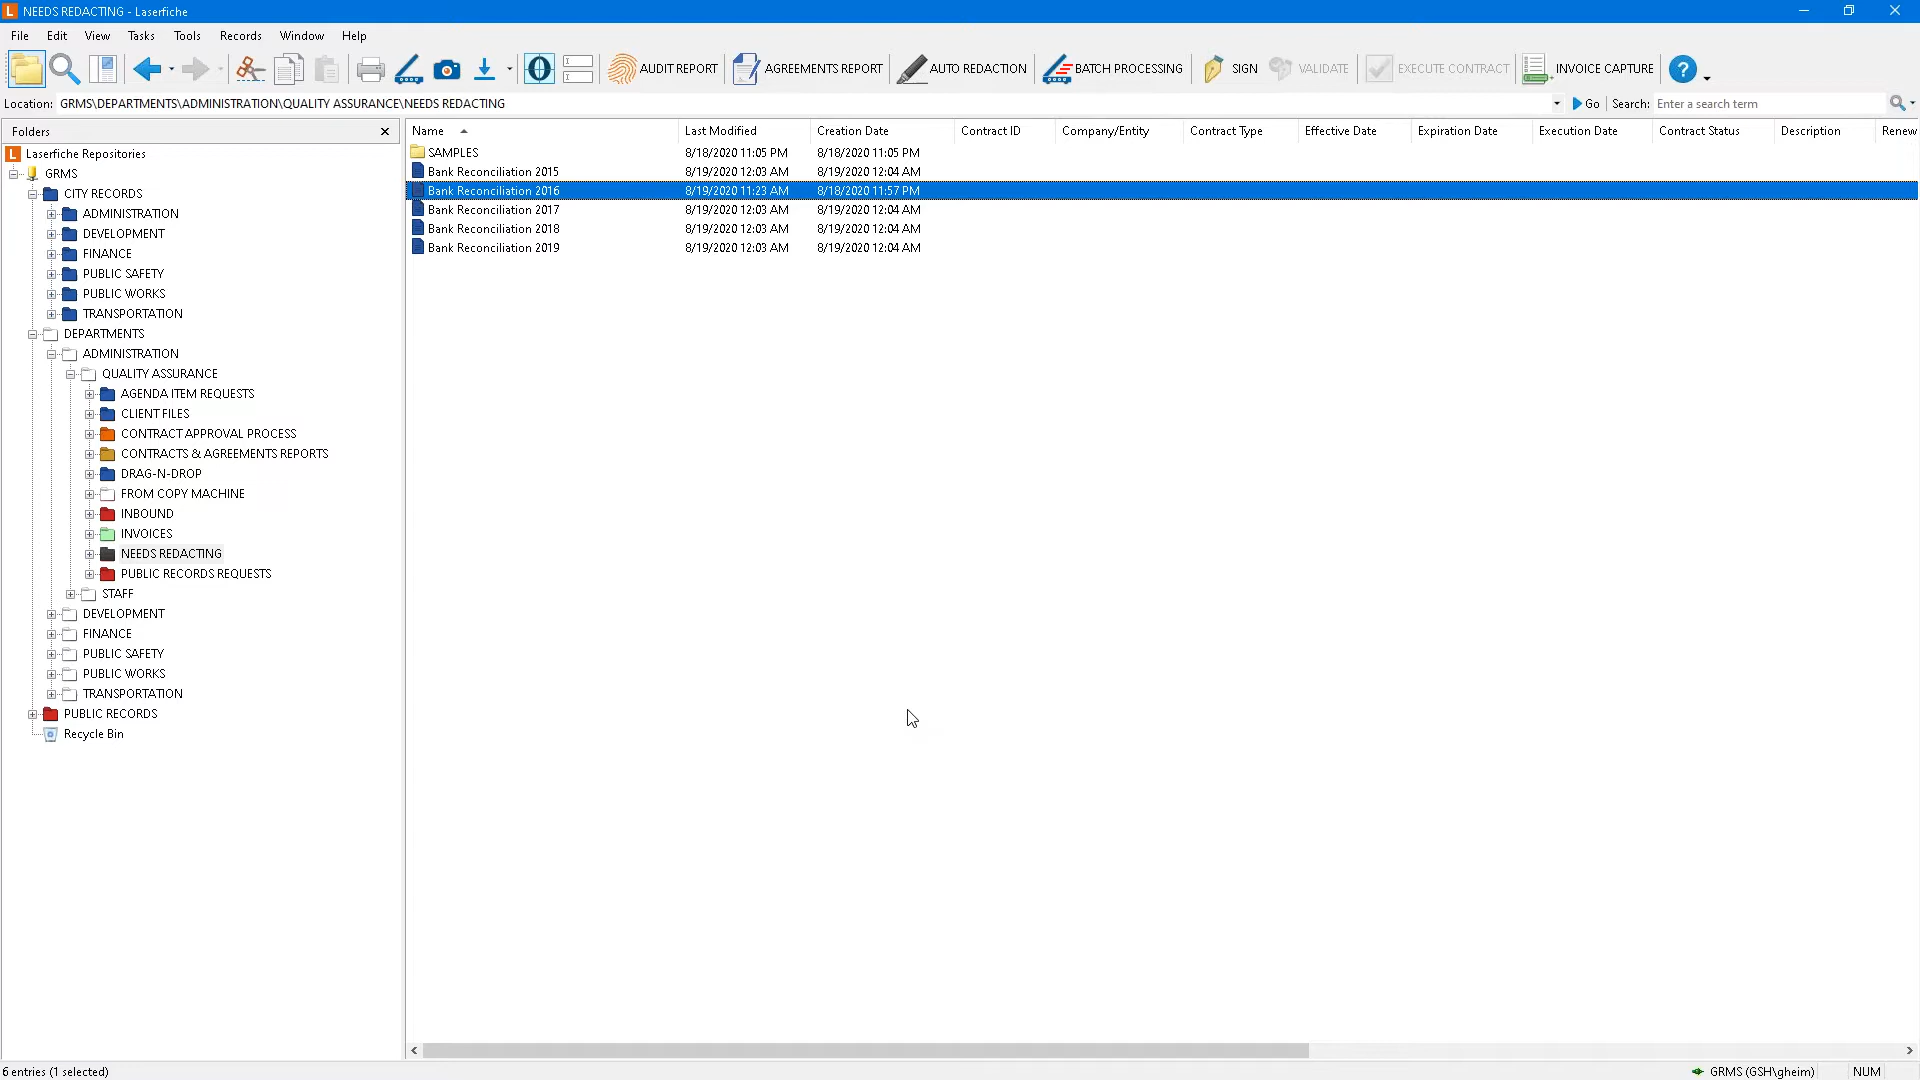 NEEDS REDACTING - Laserfiche
File Edit View Tasks Tools Records Window Help
AUDIT REPORT AGREEMENTS REPORT AUTO REDACTION BATCH PROCESSING SIGN VALIDATE EXECUTE CONTRACT INVOICE CAPTURE
Location: GRMS\DEPARTMENTS\ADMINISTRATION\QUALITY ASSURANCE\NEEDS REDACTING Go Search: Enter a search term
Folders
Laserfiche Repositories
GRMS
CITY RECORDS
ADMINISTRATION
DEVELOPMENT
FINANCE
PUBLIC SAFETY
PUBLIC WORKS
TRANSPORTATION
DEPARTMENTS
ADMINISTRATION
QUALITY ASSURANCE
AGENDA ITEM REQUESTS
CLIENT FILES
CONTRACT APPROVAL PROCESS
CONTRACTS & AGREEMENTS REPORTS
DRAG-N-DROP
FROM COPY MACHINE
INBOUND
INVOICES
NEEDS REDACTING
PUBLIC RECORDS REQUESTS
STAFF
DEVELOPMENT
FINANCE
PUBLIC SAFETY
PUBLIC WORKS
TRANSPORTATION
PUBLIC RECORDS
Recycle Bin
Name Last Modified Creation Date Contract ID Company/Entity Contract Type Effective Date Expiration Date Execution Date Contract Status Description Renew
SAMPLES 8/18/2020 11:05 PM 8/18/2020 11:05 PM
Bank Reconciliation 2015 8/19/2020 12:03 AM 8/19/2020 12:04 AM
Bank Reconciliation 2016 8/19/2020 11:23 AM 8/18/2020 11:57 PM
Bank Reconciliation 2017 8/19/2020 12:03 AM 8/19/2020 12:04 AM
Bank Reconciliation 2018 8/19/2020 12:03 AM 8/19/2020 12:04 AM
Bank Reconciliation 2019 8/19/2020 12:03 AM 8/19/2020 12:04 AM
6 entries (1 selected) GRMS (GSH\gheim) NUM